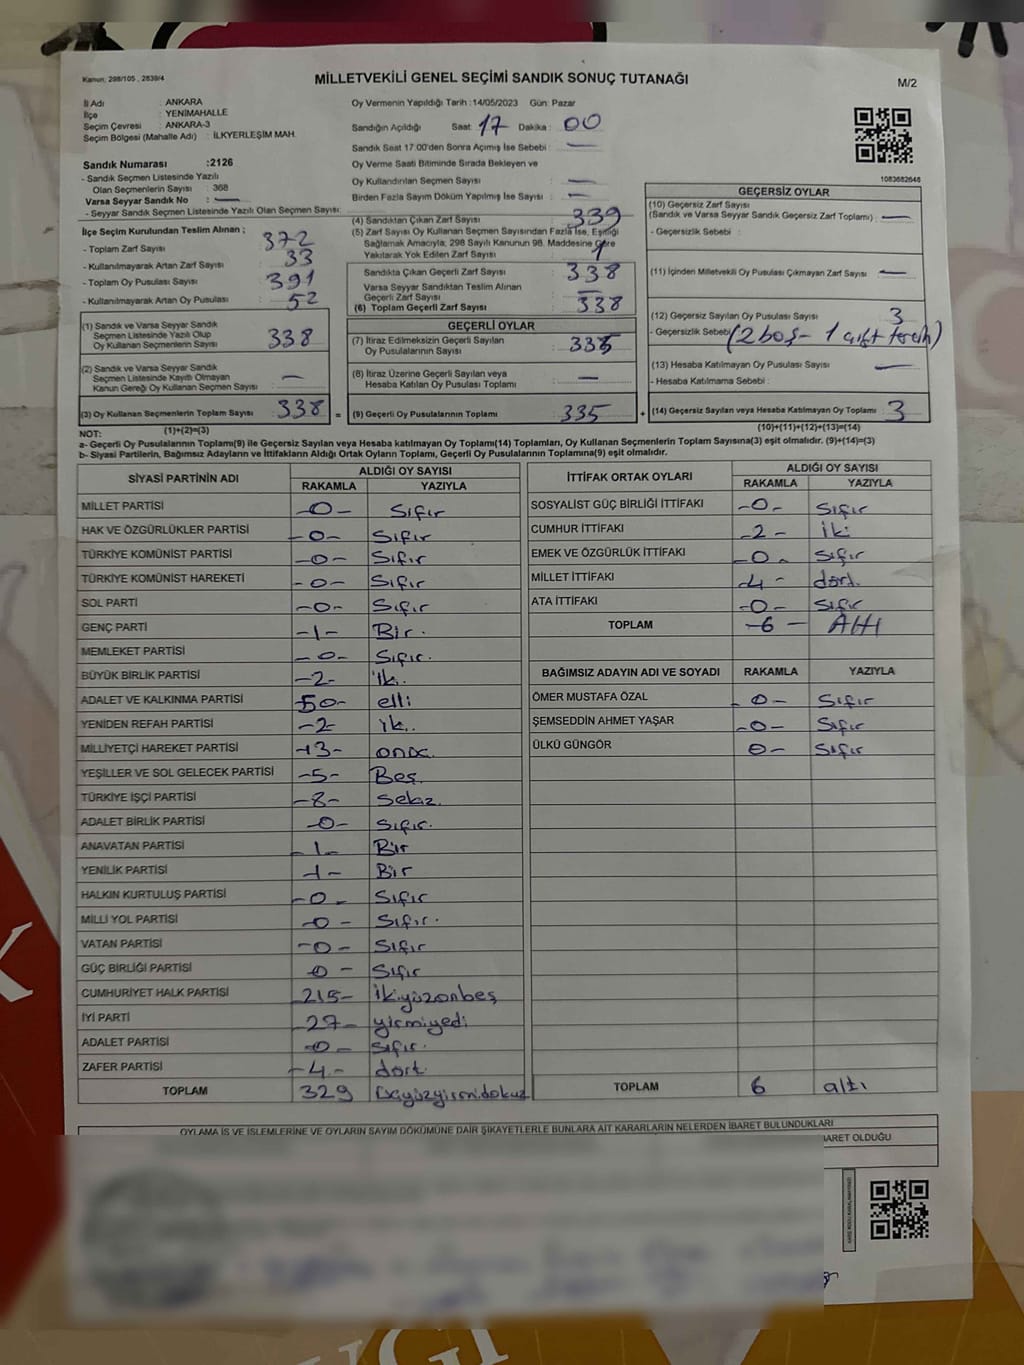 Kanun, 298/105 , 2839/4
MİLLETVEKİLİ GENEL SEÇİMİ SANDIK SONUÇ TUTANAĞI
M/2
İl Adı : ANKARA
İlçe : YENİMAHALLE
Seçim Çevresi : ANKARA-3
Seçim Bölgesi (Mahalle Adı) : İLKYERLEŞİM MAH.
Sandık Numarası :2126
- Sandık Seçmen Listesinde Yazılı
Olan Seçmenlerin Sayısı : 368
Varsa Seyyar Sandık No : —
- Seyyar Sandık Seçmen Listesinde Yazılı Olan Seçmen Sayısı:
Oy Vermenin Yapıldığı Tarih :14/05/2023 Gün: Pazar
Sandığın Açıldığı Saat: 17 Dakika : 00
Sandık Saat 17:00'den Sonra Açımış İse Sebebi : —
Oy Verme Saati Bitiminde Sırada Bekleyen ve
Oy Kullandırılan Seçmen Sayısı : —
Birden Fazla Sayım Döküm Yapılmış İse Sayısı : —
1083682648
İlçe Seçim Kurulundan Teslim Alınan ;
- Toplam Zarf Sayısı : 372
- Kullanılmayarak Artan Zarf Sayısı : 33
- Toplam Oy Pusulası Sayısı : 391
- Kullanılmayarak Artan Oy Pusulası : 52
(4) Sandıktan Çıkan Zarf Sayısı : 339
(5) Zarf Sayısı Oy Kullanan Seçmen Sayısından Fazla İse, Eşitliği
Sağlamak Amacıyla; 298 Sayılı Kanunun 98. Maddesine Göre
Yakılarak Yok Edilen Zarf Sayısı : 1
Sandıkta Çıkan Geçerli Zarf Sayısı : 338
Varsa Seyyar Sandıktan Teslim Alınan
Geçerli Zarf Sayısı : —
(6) Toplam Geçerli Zarf Sayısı : 338
GEÇERSİZ OYLAR
(10) Geçersiz Zarf Sayısı
(Sandık ve Varsa Seyyar Sandık Geçersiz Zarf Toplamı) : —
- Geçersizlik Sebebi :
(11) İçinden Milletvekili Oy Pusulası Çıkmayan Zarf Sayısı : —
(12) Geçersiz Sayılan Oy Pusulası Sayısı : 3
- Geçersizlik Sebebi (2 boş- 1 çift tercih)
(13) Hesaba Katılmayan Oy Pusulası Sayısı : —
- Hesaba Katılmama Sebebi :
(1) Sandık ve Varsa Seyyar Sandık
Seçmen Listesinde Yazılı Olup
Oy Kullanan Seçmenlerin Sayısı : 338
(2) Sandık ve Varsa Seyyar Sandık
Seçmen Listesinde Kayıtlı Olmayan
Kanun Gereği Oy Kullanan Seçmen Sayısı : —
GEÇERLİ OYLAR
(7) İtiraz Edilmeksizin Geçerli Sayılan
Oy Pusulalarının Sayısı : 335
(8) İtiraz Üzerine Geçerli Sayılan veya
Hesaba Katılan Oy Pusulası Toplamı : —
(3) Oy Kullanan Seçmenlerin Toplam Sayısı : 338 = (9) Geçerli Oy Pusulalarının Toplamı : 335 + (14) Geçersiz Sayılan veya Hesaba Katılmayan Oy Toplamı : 3
NOT: (1)+(2)=(3) (10)+(11)+(12)+(13)=(14)
a- Geçerli Oy Pusulalarının Toplamı(9) ile Geçersiz Sayılan veya Hesaba katılmayan Oy Toplamı(14) Toplamları, Oy Kullanan Seçmenlerin Toplam Sayısına(3) eşit olmalıdır. (9)+(14)=(3)
b- Siyasi Partilerin, Bağımsız Adayların ve İttifakların Aldığı Ortak Oyların Toplamı, Geçerli Oy Pusulalarının Toplamına(9) eşit olmalıdır.
SİYASİ PARTİNİN ADI ALDIĞI OY SAYISI
RAKAMLA YAZIYLA
MİLLET PARTİSİ -0- Sıfır
HAK VE ÖZGÜRLÜKLER PARTİSİ -0- Sıfır
TÜRKİYE KOMÜNİST PARTİSİ -0- Sıfır
TÜRKİYE KOMÜNİST HAREKETİ -0- Sıfır
SOL PARTİ -0- Sıfır
GENÇ PARTİ -1- Bir.
MEMLEKET PARTİSİ -0- Sıfır.
BÜYÜK BİRLİK PARTİSİ -2- iki.
ADALET VE KALKINMA PARTİSİ -50- elli
YENİDEN REFAH PARTİSİ -2- iki.
MİLLİYETÇİ HAREKET PARTİSİ -13- onüç.
YEŞİLLER VE SOL GELECEK PARTİSİ -5- Beş.
TÜRKİYE İŞÇİ PARTİSİ -8- Sekiz.
ADALET BİRLİK PARTİSİ -0- Sıfır.
ANAVATAN PARTİSİ -1- Bir
YENİLİK PARTİSİ -1- Bir
HALKIN KURTULUŞ PARTİSİ -0- Sıfır
MİLLİ YOL PARTİSİ -0- Sıfır.
VATAN PARTİSİ -0- Sıfır
GÜÇ BİRLİĞİ PARTİSİ -0- Sıfır
CUMHURİYET HALK PARTİSİ -215- ikiyüzonbeş
İYİ PARTİ -27- yirmiyedi
ADALET PARTİSİ -0- Sıfır.
ZAFER PARTİSİ -4- dört.
TOPLAM 329 Üçyüzyirmidokuz
İTTİFAK ORTAK OYLARI ALDIĞI OY SAYISI
RAKAMLA YAZIYLA
SOSYALİST GÜÇ BİRLİĞİ İTTİFAKI -0- Sıfır
CUMHUR İTTİFAKI -2- iki
EMEK VE ÖZGÜRLÜK İTTİFAKI -0- Sıfır
MİLLET İTTİFAKI -4- dört.
ATA İTTİFAKI -0- Sıfır
TOPLAM -6- Altı
BAĞIMSIZ ADAYIN ADI VE SOYADI RAKAMLA YAZIYLA
ÖMER MUSTAFA ÖZAL -0- Sıfır
ŞEMSEDDİN AHMET YAŞAR -0- Sıfır
ÜLKÜ GÜNGÖR 0- Sıfır
TOPLAM 6 altı
OYLAMA İŞ VE İŞLEMLERİNE VE OYLARIN SAYIM DÖKÜMÜNE DAİR ŞİKAYETLERLE BUNLARA AİT KARARLARIN NELERDEN İBARET BULUNDUKLARI
BARET OLDUĞU